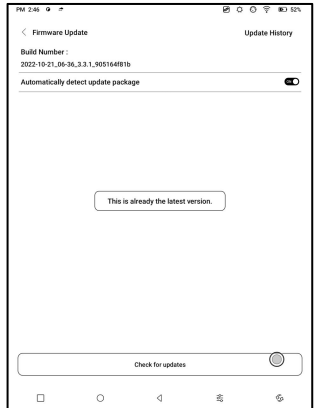 PM 2:46 52%
Firmware Update Update History
Build Number :
2022-10-21_06-36_3.3.1_905164f81b
Automatically detect update package ON
This is already the latest version.
Check for updates